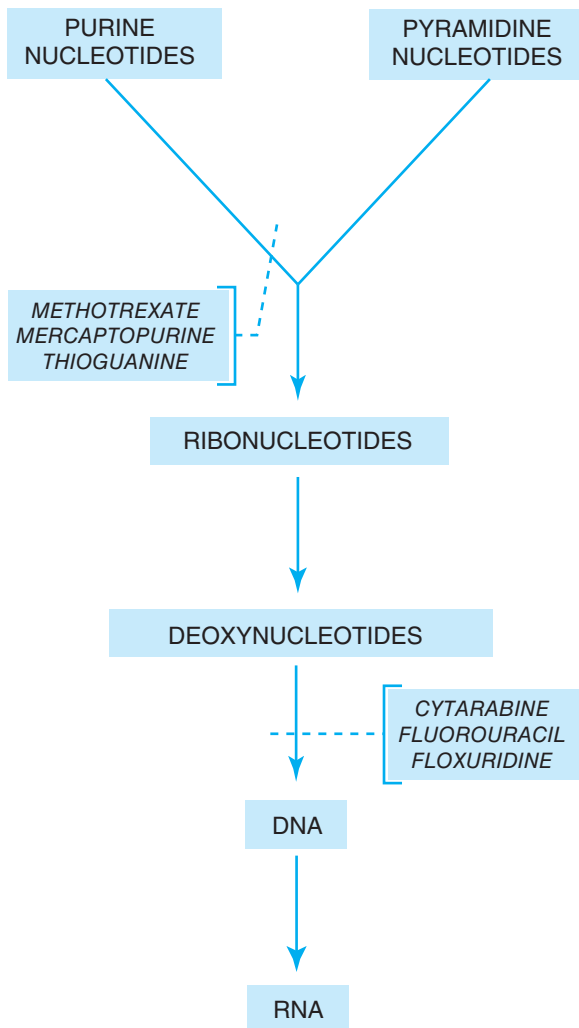 PURINE
NUCLEOTIDES
PYRAMIDINE
NUCLEOTIDES
METHOTREXATE
MERCAPTOPURINE
THIOGUANINE
RIBONUCLEOTIDES
DEOXYNUCLEOTIDES
CYTARABINE
FLUOROURACIL
FLOXURIDINE
DNA
RNA